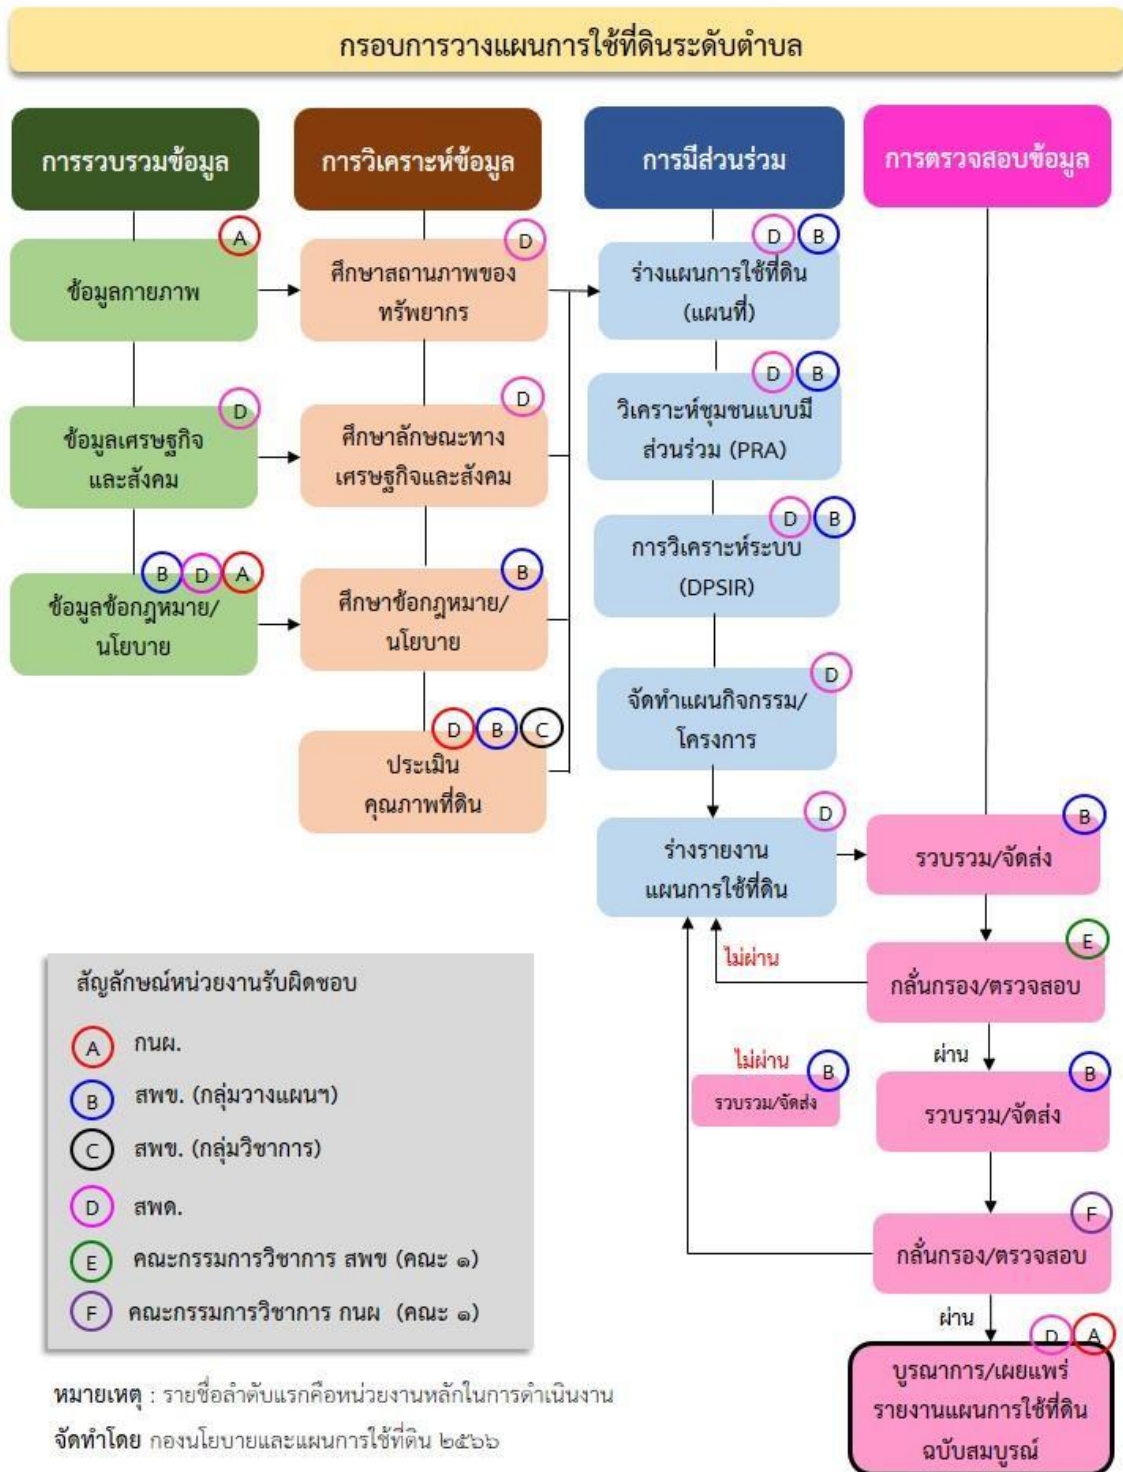 กรอบการวางแผนการใช้ที่ดินระดับตำบล
การรวบรวมข้อมูล
A
ข้อมูลกายภาพ
D
ข้อมูลเศรษฐกิจ
และสังคม
B D A
ข้อมูลข้อกฎหมาย/
นโยบาย
การวิเคราะห์ข้อมูล
D
ศึกษาสถานภาพของ
ทรัพยากร
D
ศึกษาลักษณะทาง
เศรษฐกิจและสังคม
B
ศึกษาข้อกฎหมาย/
นโยบาย
D B C
ประเมิน
คุณภาพที่ดิน
การมีส่วนร่วม
D B
ร่างแผนการใช้ที่ดิน
(แผนที่)
D B
วิเคราะห์ชุมชนแบบมี
ส่วนร่วม (PRA)
D B
การวิเคราะห์ระบบ
(DPSIR)
D
จัดทำแผนกิจกรรม/
โครงการ
D
ร่างรายงาน
แผนการใช้ที่ดิน
การตรวจสอบข้อมูล
B
รวบรวม/จัดส่ง
E
กลั่นกรอง/ตรวจสอบ
ไม่ผ่าน
ผ่าน
B
รวบรวม/จัดส่ง
ไม่ผ่าน
B
รวบรวม/จัดส่ง
F
กลั่นกรอง/ตรวจสอบ
ผ่าน
D A
บูรณาการ/เผยแพร่
รายงานแผนการใช้ที่ดิน
ฉบับสมบูรณ์
สัญลักษณ์หน่วยงานรับผิดชอบ
A กนผ.
B สพข. (กลุ่มวางแผนฯ)
C สพข. (กลุ่มวิชาการ)
D สพด.
E คณะกรรมการวิชาการ สพข (คณะ ๑)
F คณะกรรมการวิชาการ กนผ (คณะ ๑)
หมายเหตุ : รายชื่อลำดับแรกคือหน่วยงานหลักในการดำเนินงาน
จัดทำโดย กองนโยบายและแผนการใช้ที่ดิน ๒๕๖๖